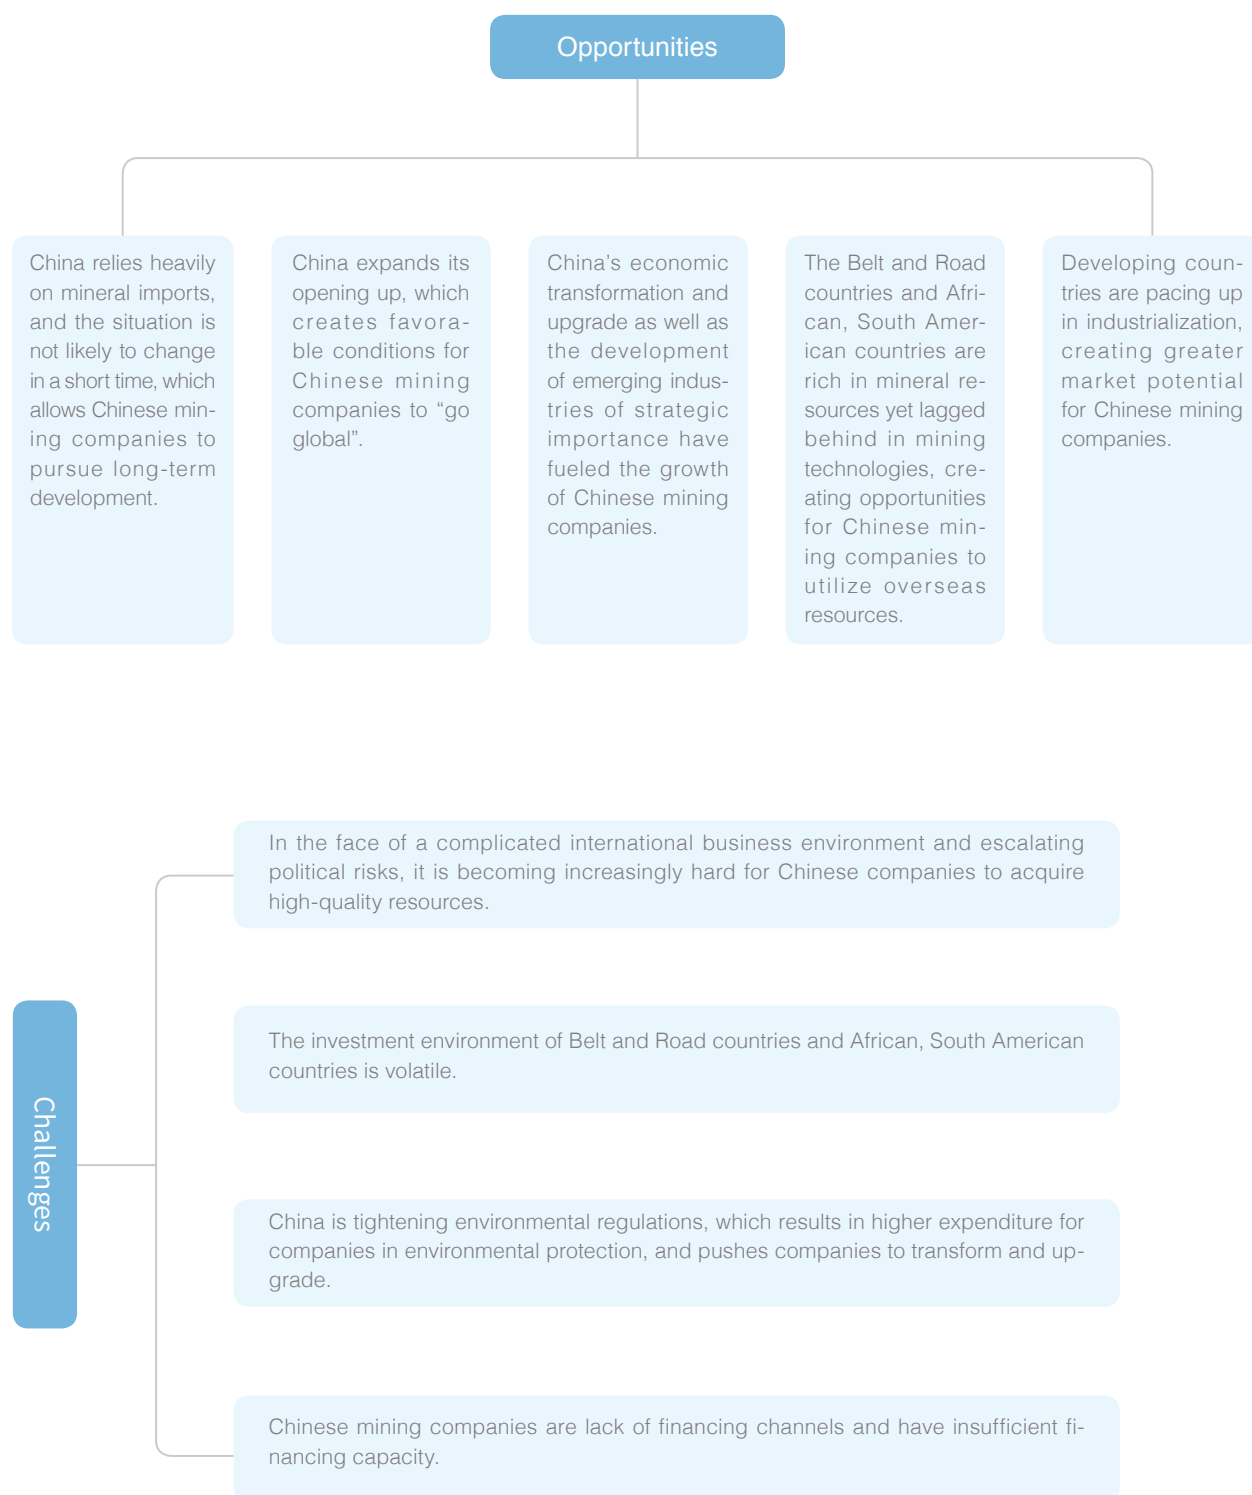 Opportunities
China relies heavily
on mineral imports,
and the situation is
not likely to change
in a short time, which
allows Chinese min-
ing companies to
pursue long-term
development.
China expands its
opening up, which
creates favora-
ble conditions for
Chinese mining
companies to “go
global”.
China’s economic
transformation and
upgrade as well as
the development
of emerging indus-
tries of strategic
importance have
fueled the growth
of Chinese mining
companies.
The Belt and Road
countries and Afri-
can, South Amer-
ican countries are
rich in mineral re-
sources yet lagged
behind in mining
technologies, cre-
ating opportunities
for Chinese min-
ing companies to
utilize overseas
resources.
Developing coun-
tries are pacing up
in industrialization,
creating greater
market potential
for Chinese mining
companies.
Challenges
In the face of a complicated international business environment and escalating
political risks, it is becoming increasingly hard for Chinese companies to acquire
high-quality resources.
The investment environment of Belt and Road countries and African, South American
countries is volatile.
China is tightening environmental regulations, which results in higher expenditure for
companies in environmental protection, and pushes companies to transform and up-
grade.
Chinese mining companies are lack of financing channels and have insufficient fi-
nancing capacity.